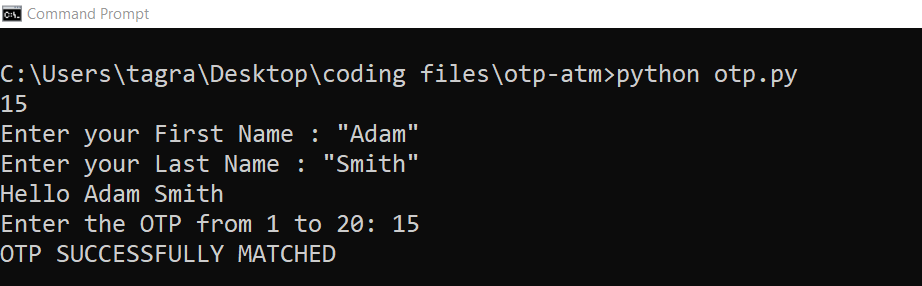 Command Prompt
C:\Users\tagra\Desktop\coding files\otp-atm>python otp.py
15
Enter your First Name : "Adam"
Enter your Last Name : "Smith"
Hello Adam Smith
Enter the OTP from 1 to 20: 15
OTP SUCCESSFULLY MATCHED